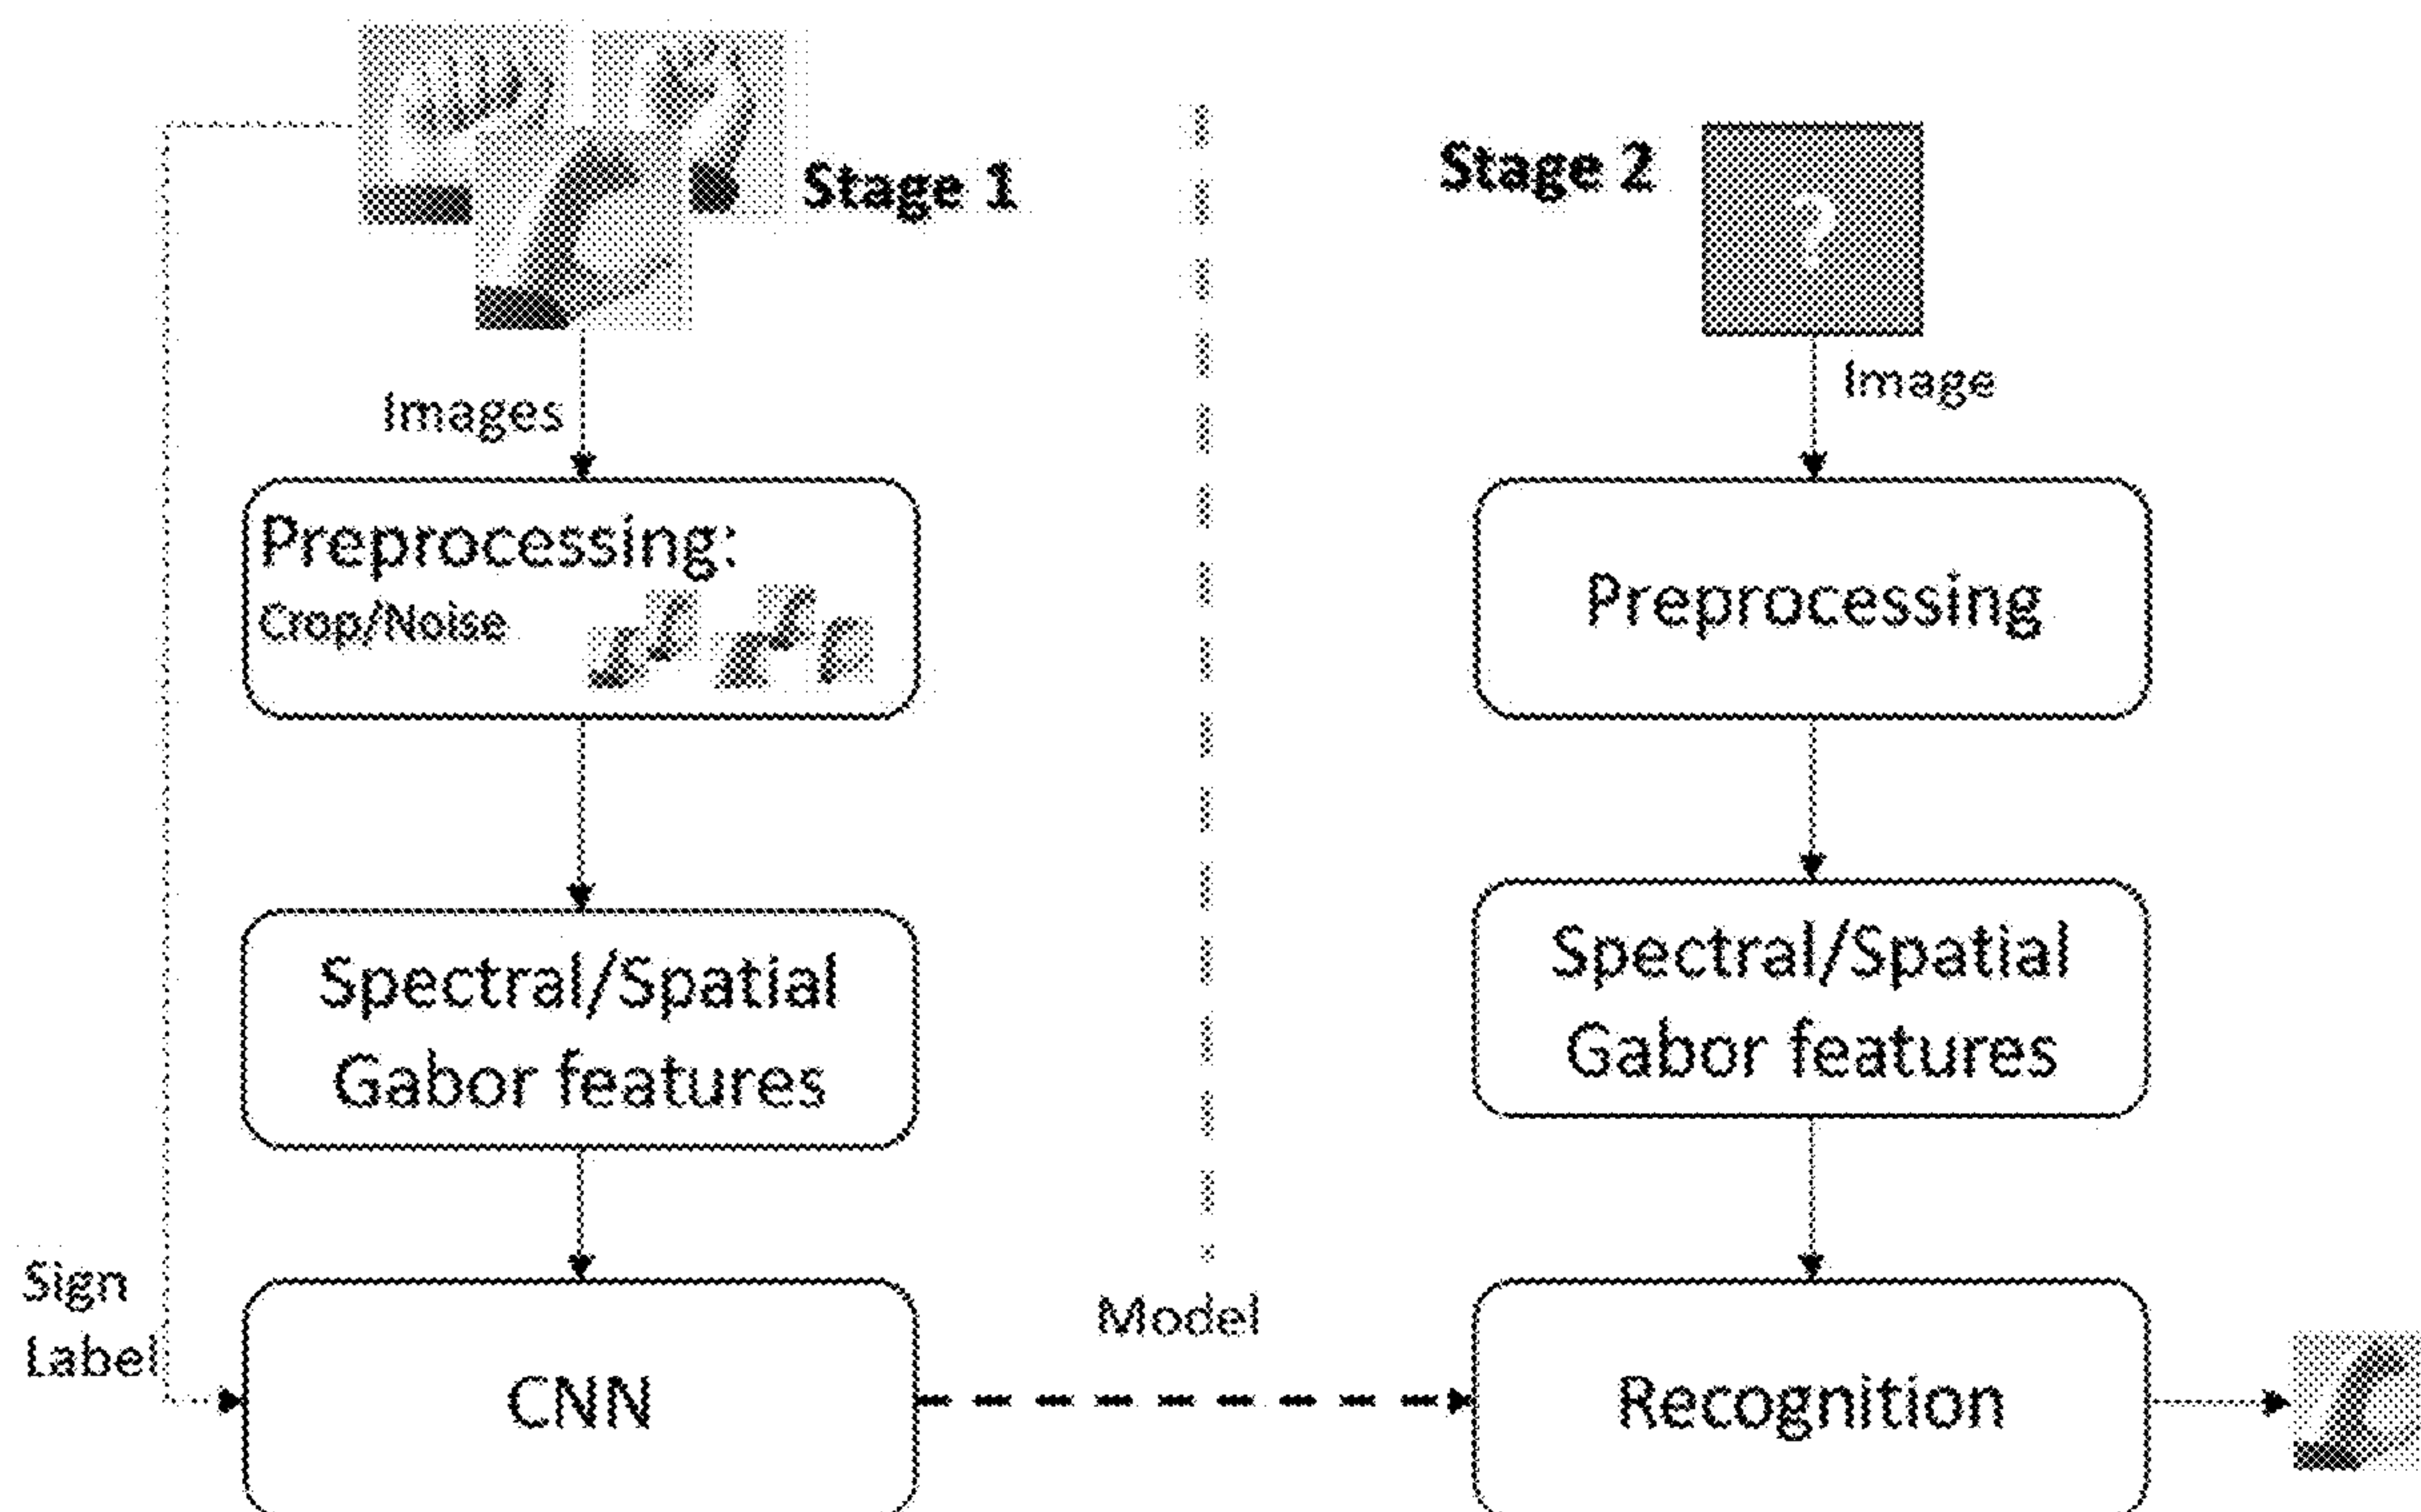 Stage 1
Images
Preprocessing:
Crop/Noise
Spectral/Spatial
Gabor features
Sign
Label
CNN
Model
Stage 2
?
Image
Preprocessing
Spectral/Spatial
Gabor features
Recognition